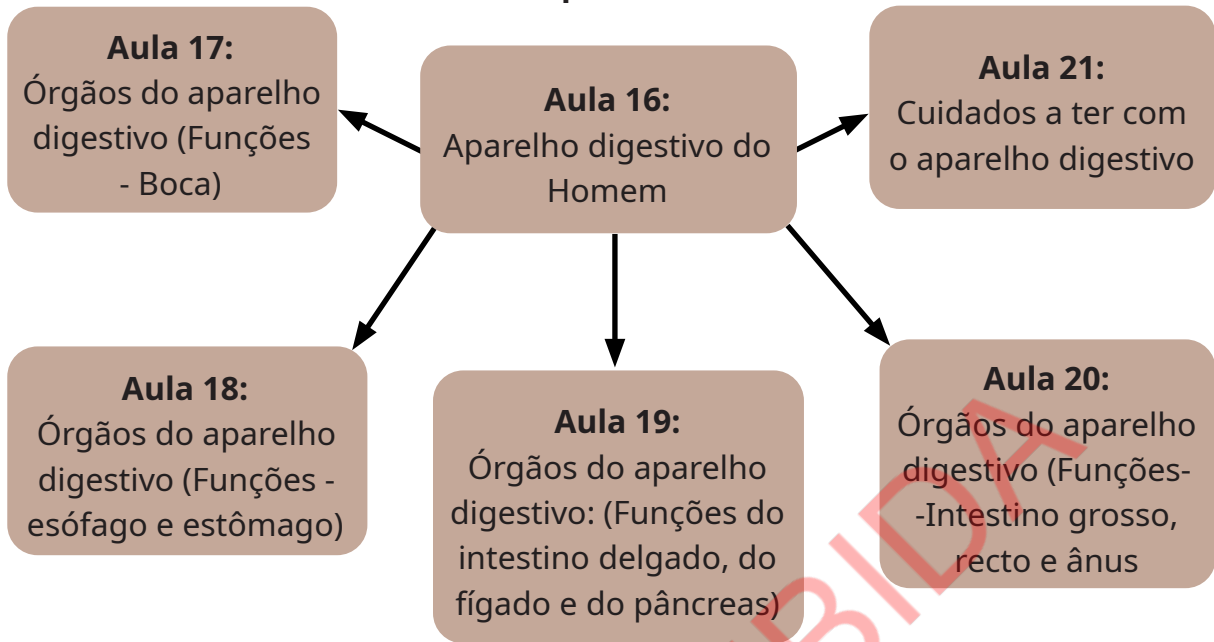 Aula 17:
Órgãos do aparelho
digestivo (Funções
- Boca)
Aula 16:
Aparelho digestivo do
Homem
Aula 21:
Cuidados a ter com
o aparelho digestivo
Aula 18:
Órgãos do aparelho
digestivo (Funções -
esófago e estômago)
Aula 19:
Órgãos do aparelho
digestivo: (Funções do
intestino delgado, do
fígado e do pâncreas)
Aula 20:
Órgãos do aparelho
digestivo (Funções-
-Intestino grosso,
recto e ânus
BIDA